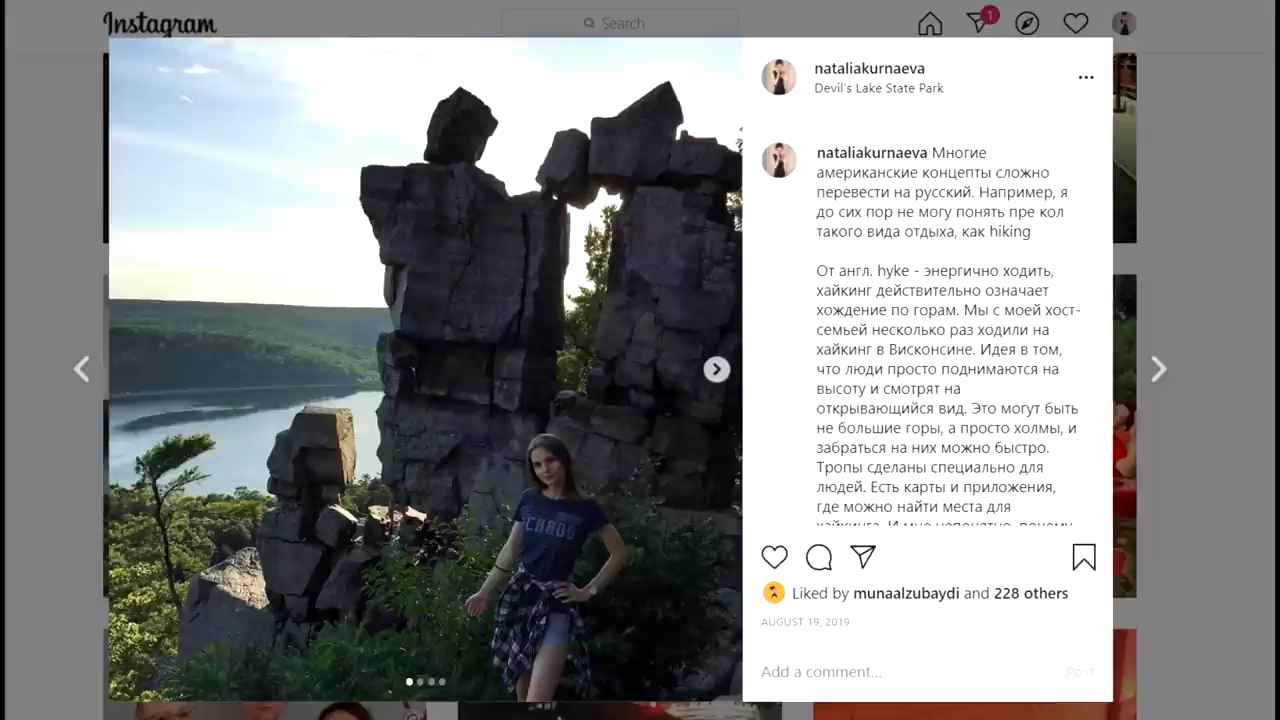 Instagram
Search
1
nataliakurnaeva
Devil's Lake State Park
nataliakurnaeva Многие
американские концепты сложно
перевести на русский. Например, я
до сих пор не могу понять пре кол
такого вида отдыха, как hiking
От англ. hyke - энергично ходить,
хайкинг действительно означает
хождение по горам. Мы с моей хост-
семьей несколько раз ходили на
хайкинг в Висконсине. Идея в том,
что люди просто поднимаются на
высоту и смотрят на
открывающийся вид. Это могут быть
не большие горы, а просто холмы, и
забраться на них можно быстро.
Тропы сделаны специально для
людей. Есть карты и приложения,
где можно найти места для
хайкинга. И мне непонятно, почему
SCHAGS
Liked by munaalzubaydi and 228 others
AUGUST 19, 2019
Add a comment...
Post